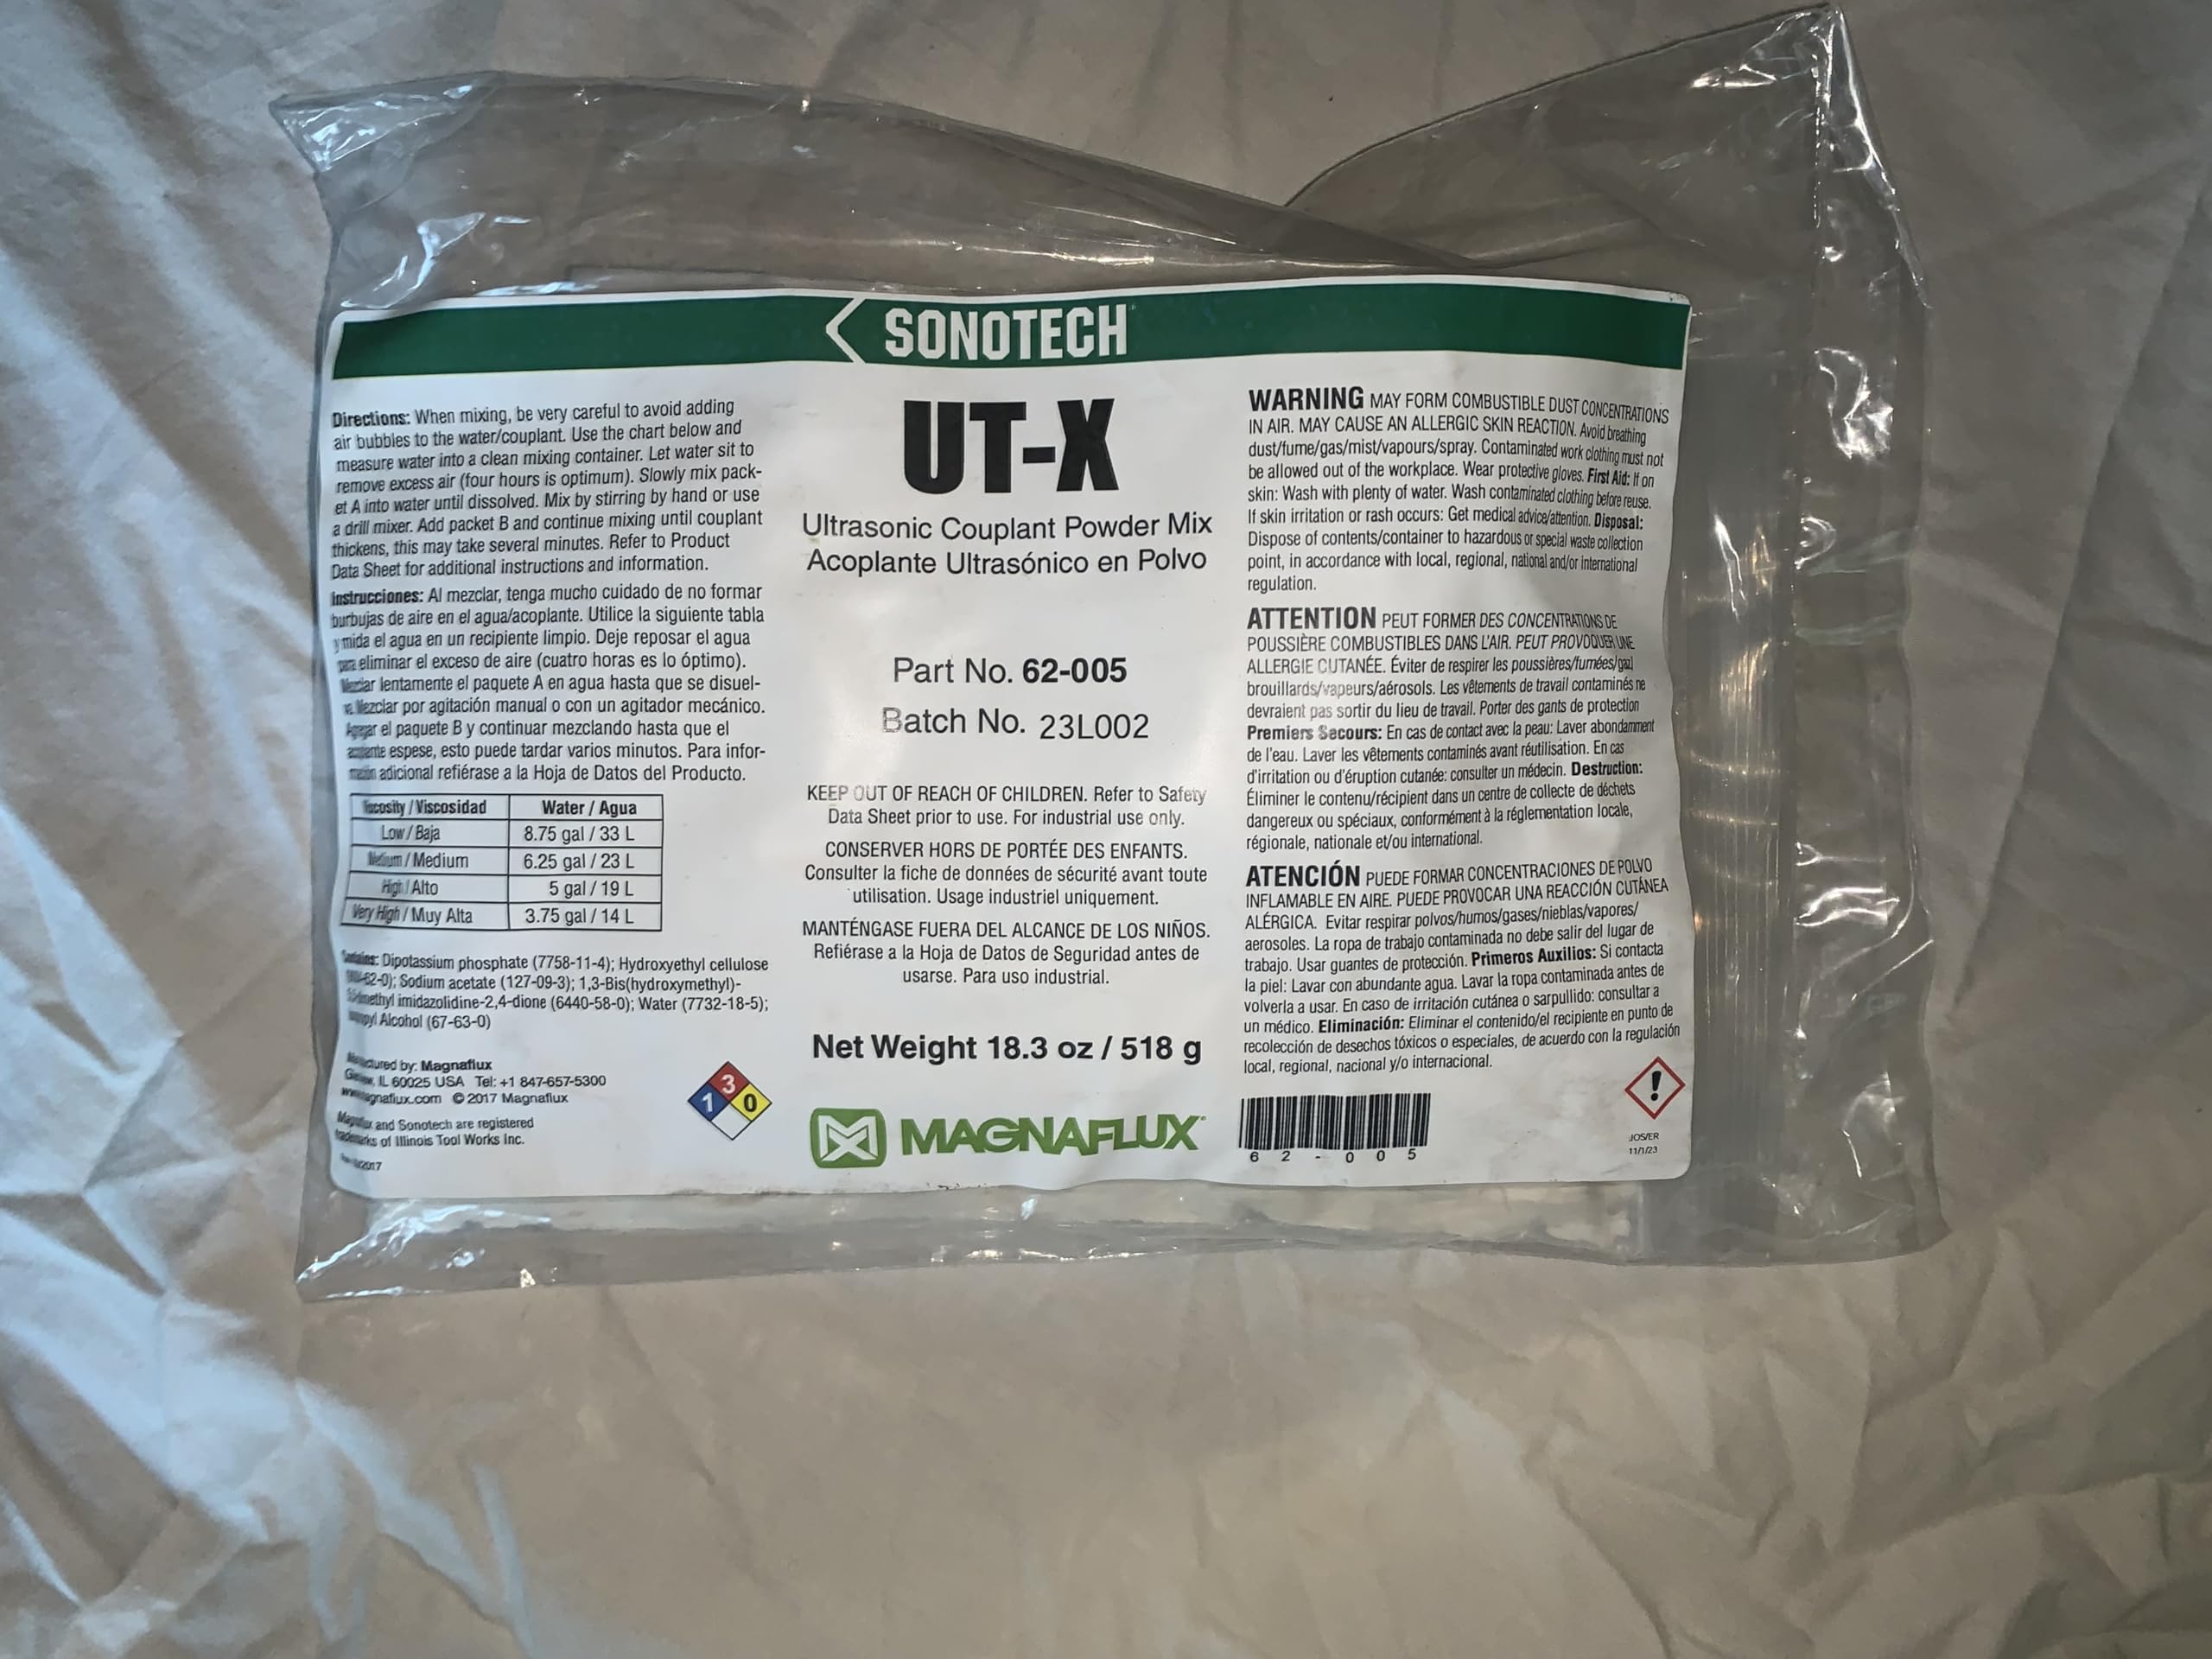 SONOTECH
Directions: When mixing, be very careful to avoid adding
air bubbles to the water/couplant. Use the chart below and
measure water into a clean mixing container. Let water sit to
remove excess air (four hours is optimum). Slowly mix pack-
et A into water until dissolved. Mix by stirring by hand or use
a drill mixer. Add packet B and continue mixing until couplant
thickens, this may take several minutes. Refer to Product
Data Sheet for additional instructions and information.
Instrucciones: Al mezclar, tenga mucho cuidado de no formar
burbujas de aire en el agua/acoplante. Utilice la siguiente tabla
y mida el agua en un recipiente limpio. Deje reposar el agua
para eliminar el exceso de aire (cuatro horas es lo óptimo).
Mezclar lentamente el paquete A en agua hasta que se disuel-
va. Mezclar por agitación manual o con un agitador mecánico.
el paquete B y continuar mezclando hasta que el
espese, esto puede tardar varios minutos. Para infor-
adicional refiérase a la Hoja de Datos del Producto.
Viscosity / Viscosidad Water / Agua
Low / Baja 8.75 gal / 33 L
Medium / Medium 6.25 gal / 23 L
High / Alto 5 gal / 19 L
Very High / Muy Alta 3.75 gal / 14 L
Contains: Dipotassium phosphate (7758-11-4); Hydroxyethyl cellulose
Sodium acetate (127-09-3); 1,3-Bis(hydroxymethyl)-
imidazolidine-2,4-dione (6440-58-0); Water (7732-18-5);
Alcohol (67-63-0)
by: Magnaflux
IL 60025 USA Tel: +1 847-657-5300
© 2017 Magnaflux
Magnaflux and Sonotech are registered
trademarks of Illinois Tool Works Inc.
3
1 0
UT-X
Ultrasonic Couplant Powder Mix
Acoplante Ultrasónico en Polvo
Part No. 62-005
Batch No. 23L002
KEEP OUT OF REACH OF CHILDREN. Refer to Safety
Data Sheet prior to use. For industrial use only.
CONSERVER HORS DE PORTÉE DES ENFANTS.
Consulter la fiche de données de sécurité avant toute
utilisation. Usage industriel uniquement.
MANTÉNGASE FUERA DEL ALCANCE DE LOS NIÑOS.
Refiérase a la Hoja de Datos de Seguridad antes de
usarse. Para uso industrial.
Net Weight 18.3 oz / 518 g
MAGNAFLUX
WARNING MAY FORM COMBUSTIBLE DUST CONCENTRATIONS
IN AIR. MAY CAUSE AN ALLERGIC SKIN REACTION. Avoid breathing
dust/fume/gas/mist/vapours/spray. Contaminated work clothing must not
be allowed out of the workplace. Wear protective gloves. First Aid: If on
skin: Wash with plenty of water. Wash contaminated clothing before reuse.
If skin irritation or rash occurs: Get medical advice/attention. Disposal:
Dispose of contents/container to hazardous or special waste collection
point, in accordance with local, regional, national and/or international
regulation.
ATTENTION PEUT FORMER DES CONCENTRATIONS DE
POUSSIÈRE COMBUSTIBLES DANS L'AIR. PEUT PROVOQUER UNE
ALLERGIE CUTANÉE. Éviter de respirer les poussières/fumées/gaz/
brouillards/vapeurs/aérosols. Les vêtements de travail contaminés ne
devraient pas sortir du lieu de travail. Porter des gants de protection
Premiers Secours: En cas de contact avec la peau: Laver abondamment
de l'eau. Laver les vêtements contaminés avant réutilisation. En cas
d'irritation ou d'éruption cutanée: consulter un médecin. Destruction:
Éliminer le contenu/récipient dans un centre de collecte de déchets
dangereux ou spéciaux, conformément à la réglementation locale,
régionale, nationale et/ou international.
ATENCIÓN PUEDE FORMAR CONCENTRACIONES DE POLVO
INFLAMABLE EN AIRE. PUEDE PROVOCAR UNA REACCIÓN CUTÁNEA
ALÉRGICA. Evitar respirar polvos/humos/gases/nieblas/vapores/
aerosoles. La ropa de trabajo contaminada no debe salir del lugar de
trabajo. Usar guantes de protección. Primeros Auxilios: Si contacta
la piel: Lavar con abundante agua. Lavar la ropa contaminada antes de
volverla a usar. En caso de irritación cutánea o sarpullido: consultar a
un médico. Eliminación: Eliminar el contenido/el recipiente en punto de
recolección de desechos tóxicos o especiales, de acuerdo con la regulación
local, regional, nacional y/o internacional.
62-005
JOS/ER
11/1/23